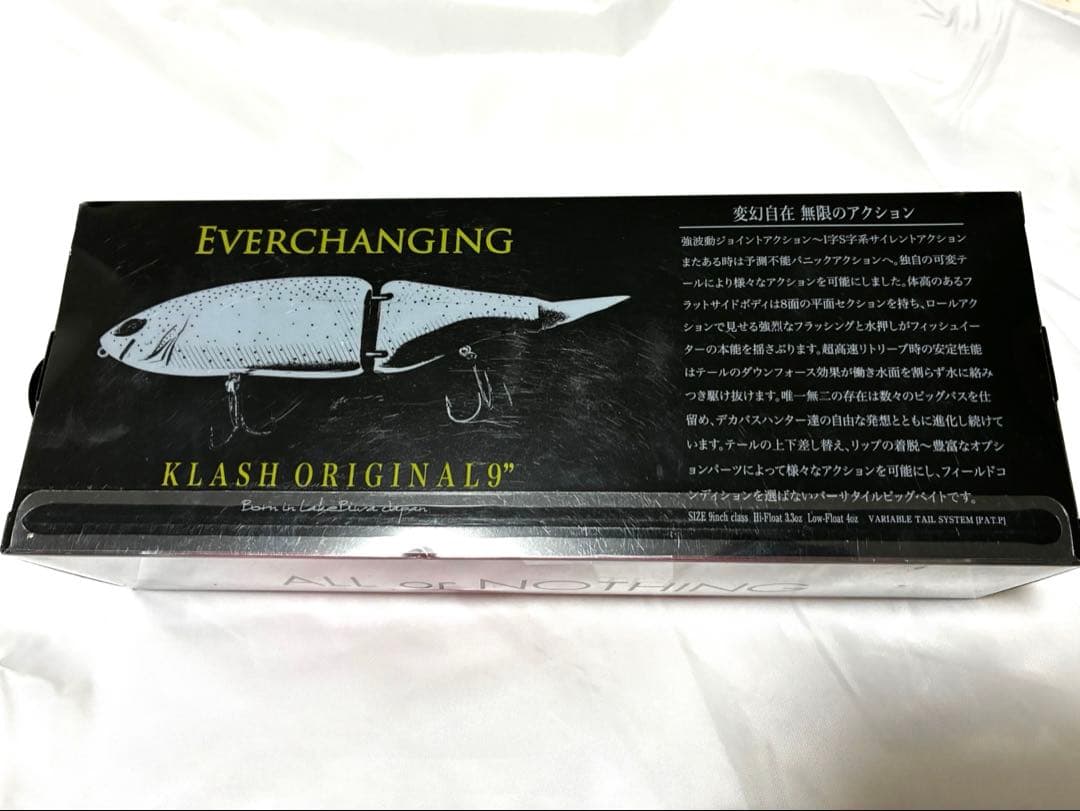 EVERCHANGING
KLASH ORIGINAL 9"
Born in Lake Biwa Japan
変幻自在 無限のアクション
強波動ジョイントアクション〜I字S字系サイレントアクション
またある時は予測不能パニックアクションへ。独自の可変テ
ールにより様々なアクションを可能にしました。体高のあるフ
ラットサイドボディは8面の平面セクションを持ち、ロールアク
ションで見せる強烈なフラッシングと水押しがフィッシュイー
ターの本能を揺さぶります。超高速リトリーブ時の安定性能
はテールのダウンフォース効果が働き水面を割らず水に絡み
つき駆け抜けます。唯一無二の存在は数々のビッグバスを仕
留め、デカバスハンター達の自由な発想とともに進化し続けて
います。テールの上下差し替え、リップの着脱〜豊富なオプシ
ョンパーツによって様々なアクションを可能にし、フィールドコ
ンディションを選ばないバーサタイルビッグベイトです。
SIZE 9inch class Hi-Float 3.3oz Low-Float 4oz VARIABLE TAIL SYSTEM [P.A.T.P]
ALL OR NOTHING